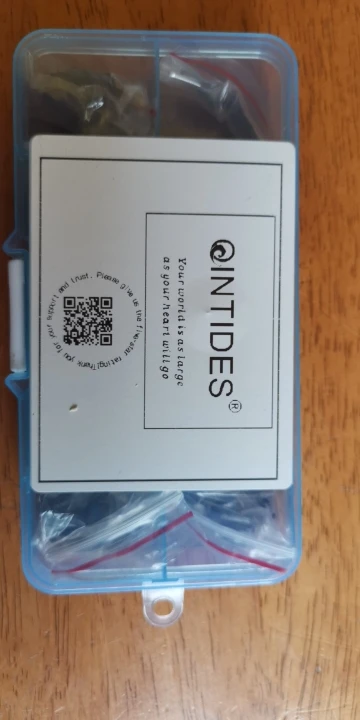 QINTIDES®
Your world is as large
as your heart will go
Thank you for your support and trust. Please give us the five-star rating!